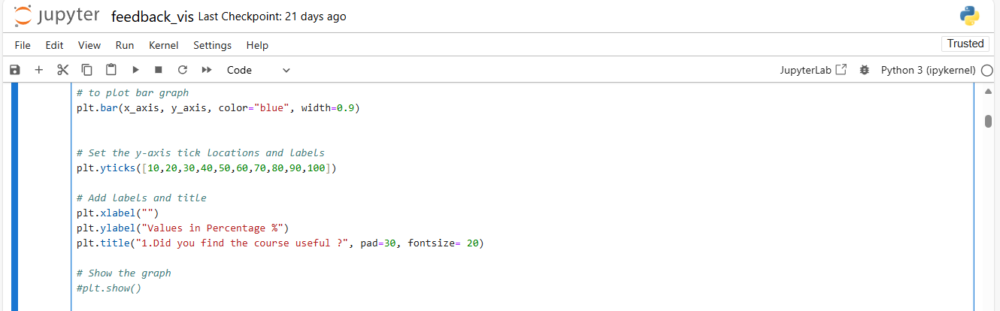 jupyter feedback_vis Last Checkpoint: 21 days ago
File Edit View Run Kernel Settings Help Trusted
Code JupyterLab Python 3 (ipykernel)
# to plot bar graph
plt.bar(x_axis, y_axis, color="blue", width=0.9)
# Set the y-axis tick locations and labels
plt.yticks([10,20,30,40,50,60,70,80,90,100])
# Add labels and title
plt.xlabel("")
plt.ylabel("Values in Percentage %")
plt.title("1.Did you find the course useful ?", pad=30, fontsize= 20)
# Show the graph
#plt.show()